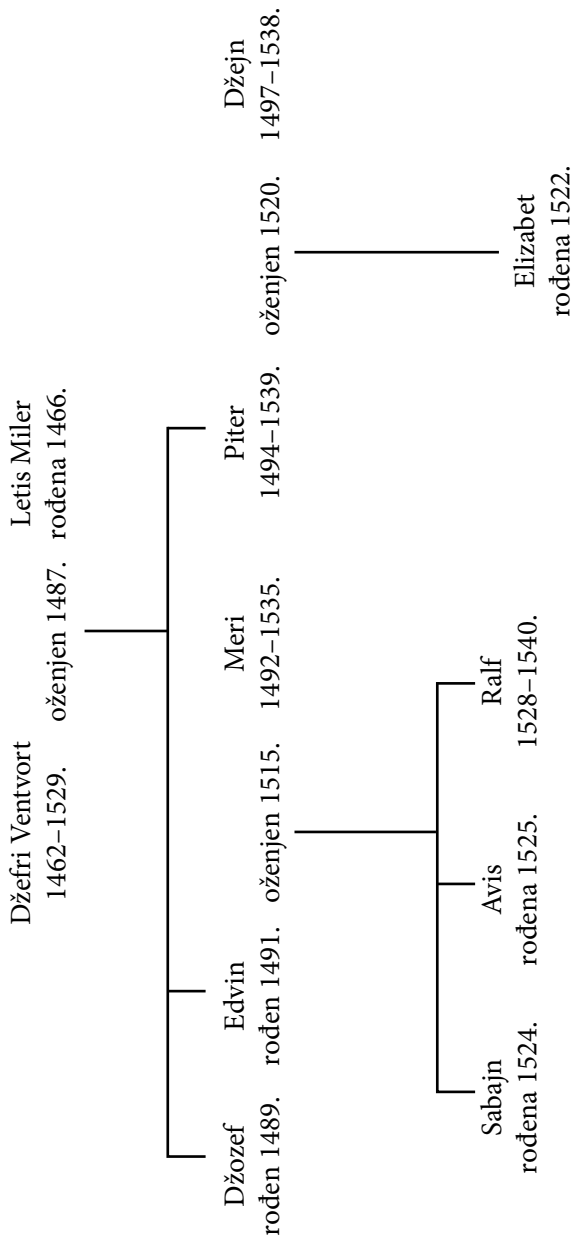 Džefri Ventvort
1462–1529.
oženjen 1487.
Letis Miler
rođena 1466.
Džozef
rođen 1489.
Edvin
rođen 1491.
oženjen 1515.
Meri
1492–1535.
Piter
1494–1539.
oženjen 1520.
Džejn
1497–1538.
Sabajn
rođena 1524.
Avis
rođena 1525.
Ralf
1528–1540.
Elizabet
rođena 1522.